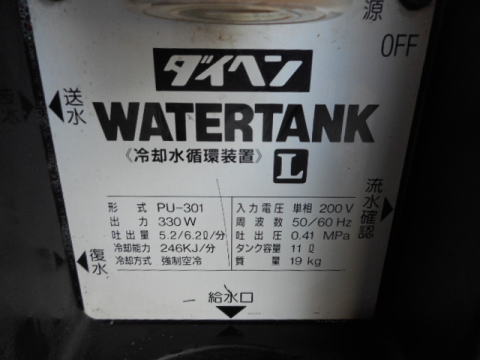 源
OFF
ダイヘン
送水
WATERTANK
《冷却水循環装置》 L
流水確認
形式 PU-301
出力 330W
吐出量 5.2/6.2ℓ/分
冷却能力 246KJ/分
冷却方式 強制空冷
入力電圧 単相 200V
周波数 50/60Hz
吐出圧 0.41 MPa
タンク容量 11ℓ
質量 19kg
復水
給水口